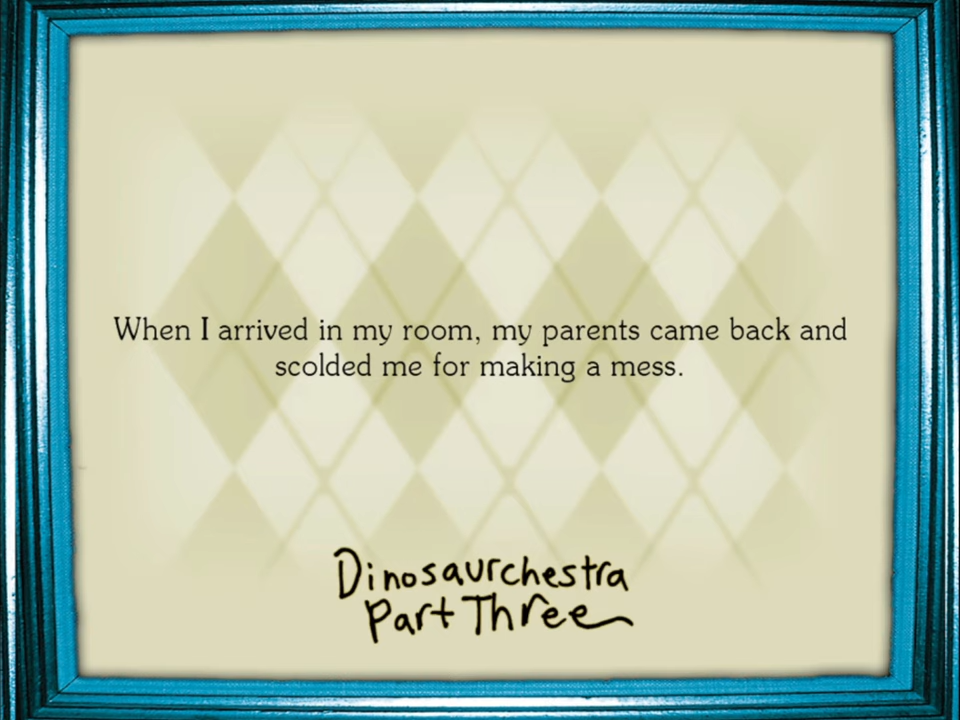 When I arrived in my room, my parents came back and
scolded me for making a mess.
Dinosaurchestra
Part Three